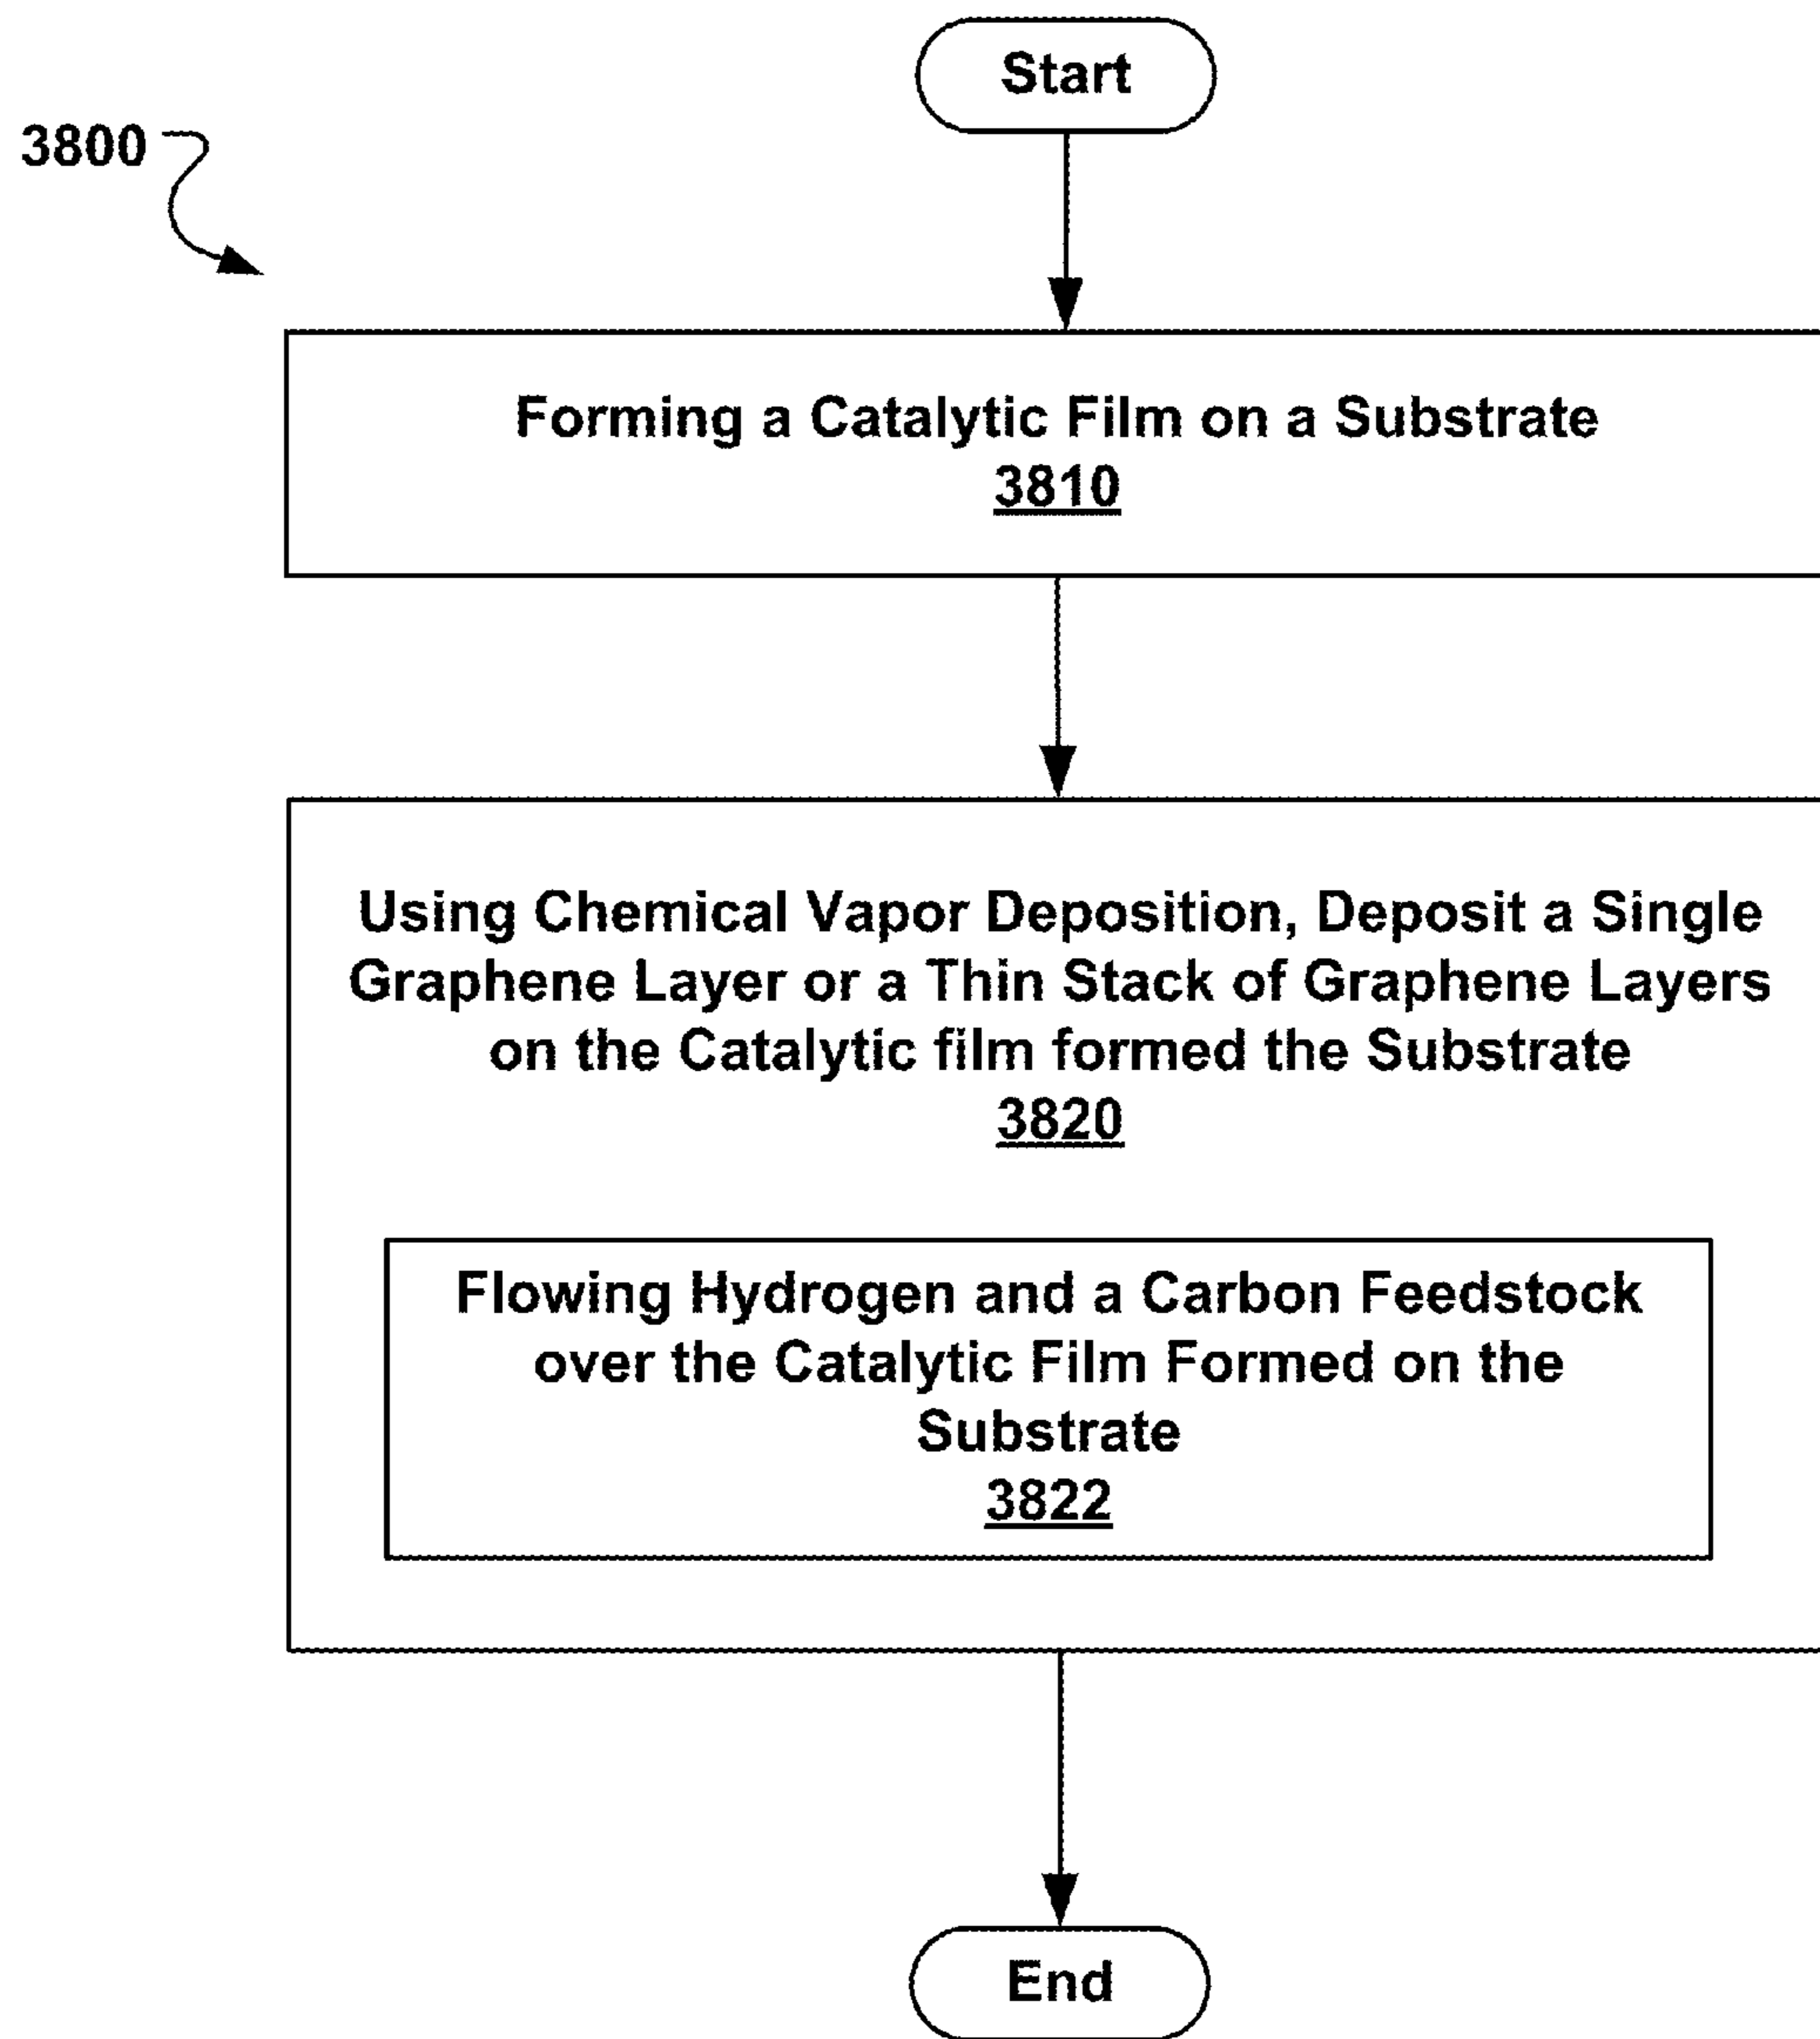 Start
3800
Forming a Catalytic Film on a Substrate
3810
Using Chemical Vapor Deposition, Deposit a Single
Graphene Layer or a Thin Stack of Graphene Layers
on the Catalytic film formed the Substrate
3820
Flowing Hydrogen and a Carbon Feedstock
over the Catalytic Film Formed on the
Substrate
3822
End